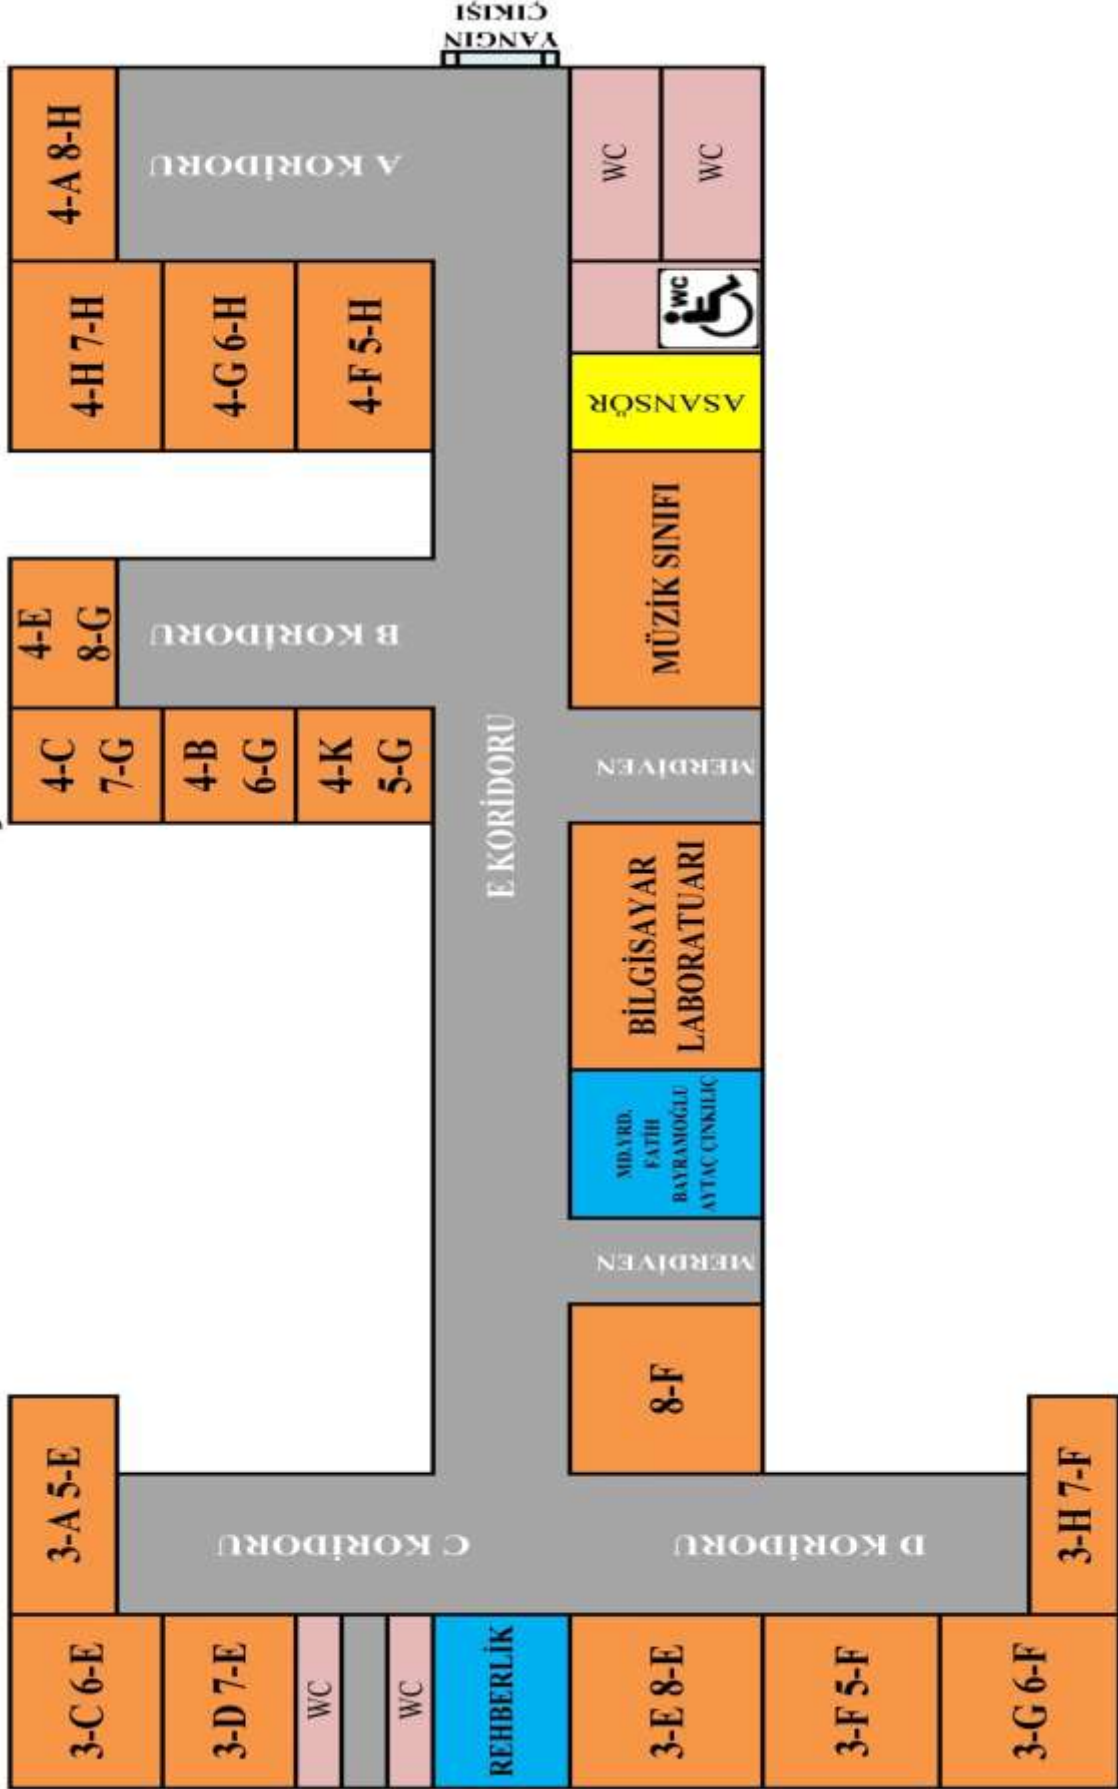 YANGIN
ÇIKIŞI
4-A 8-H
A KORİDORU
WC
WC
4-H 7-H
4-G 6-H
4-F 5-H
WC
ASANSÖR
MÜZİK SINIFI
4-E
8-G
B KORİDORU
4-C
7-G
4-B
6-G
4-K
5-G
E KORİDORU
MERDİVEN
BİLGİSAYAR
LABORATUARI
MD.YRD.
FATİH
BAYRAMOĞLU
AYTAÇ ÇINKILIÇ
MERDİVEN
8-F
3-A 5-E
C KORİDORU
D KORİDORU
3-H 7-F
3-C 6-E
3-D 7-E
WC
WC
REHBERLİK
3-E 8-E
3-F 5-F
3-G 6-F